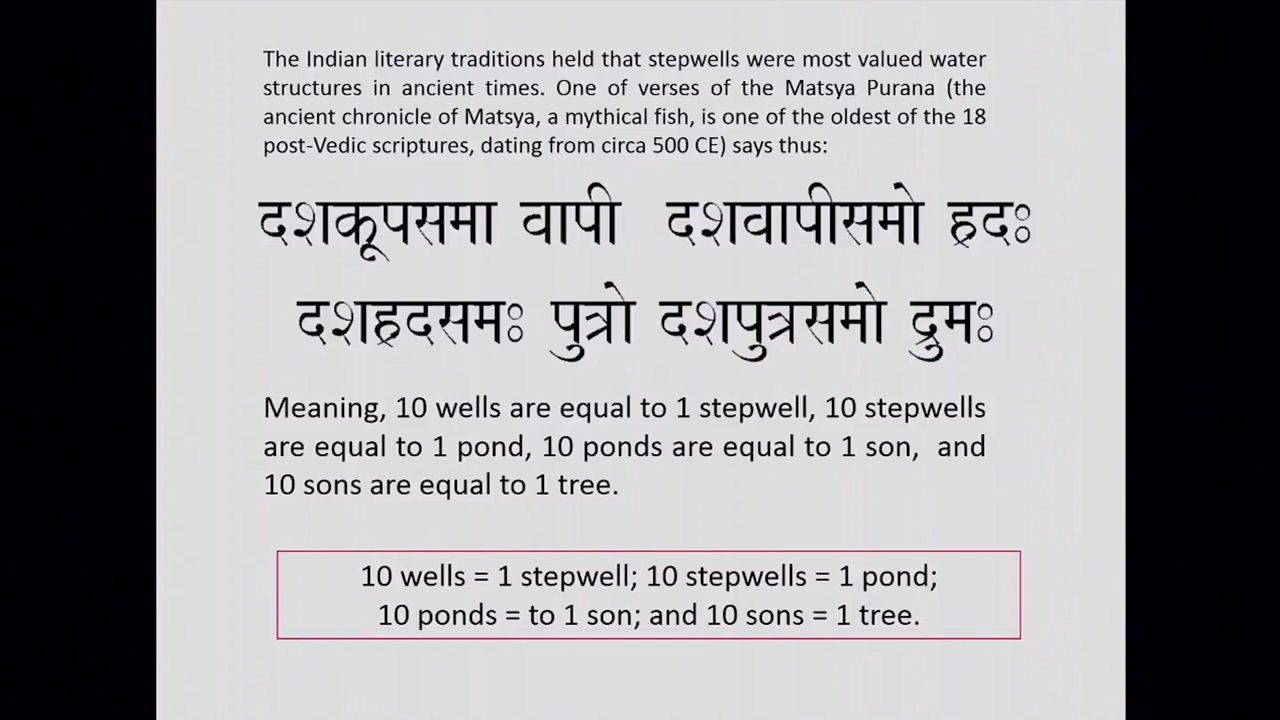 The Indian literary traditions held that stepwells were most valued water
structures in ancient times. One of verses of the Matsya Purana (the
ancient chronicle of Matsya, a mythical fish, is one of the oldest of the 18
post-Vedic scriptures, dating from circa 500 CE) says thus:
दशकूपसमा वापी दशवापीसमो ह्रदः
दशह्रदसमः पुत्रो दशपुत्रसमो द्रुमः
Meaning, 10 wells are equal to 1 stepwell, 10 stepwells
are equal to 1 pond, 10 ponds are equal to 1 son, and
10 sons are equal to 1 tree.
10 wells = 1 stepwell; 10 stepwells = 1 pond;
10 ponds = to 1 son; and 10 sons = 1 tree.